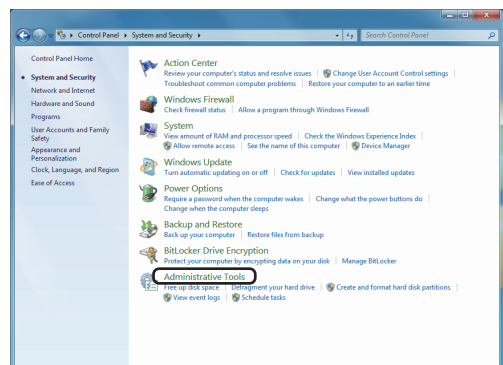 Control Panel ▸ System and Security ▸
Search Control Panel
Control Panel Home
System and Security
Network and Internet
Hardware and Sound
Programs
User Accounts and Family
Safety
Appearance and
Personalization
Clock, Language, and Region
Ease of Access
Action Center
Review your computer's status and resolve issues | Change User Account Control settings |
Troubleshoot common computer problems | Restore your computer to an earlier time
Windows Firewall
Check firewall status | Allow a program through Windows Firewall
System
View amount of RAM and processor speed | Check the Windows Experience Index |
Allow remote access | See the name of this computer | Device Manager
Windows Update
Turn automatic updating on or off | Check for updates | View installed updates
Power Options
Require a password when the computer wakes | Change what the power buttons do |
Change when the computer sleeps
Backup and Restore
Back up your computer | Restore files from backup
BitLocker Drive Encryption
Protect your computer by encrypting data on your disk | Manage BitLocker
Administrative Tools
Free up disk space | Defragment your hard drive | Create and format hard disk partitions |
View event logs | Schedule tasks